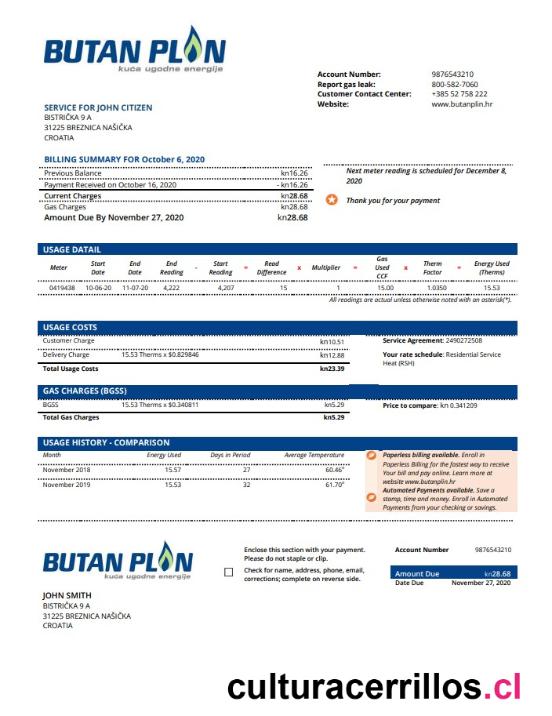 BUTAN PLIN
kuca ugodne energije
Account Number: 9876543210
Report gas leak: 800-582-7060
Customer Contact Center: +385 52 758 222
Website: www.butanplin.hr
SERVICE FOR JOHN CITIZEN
BISTRIČKA 9 A
31225 BREZNICA NAŠIČKA
CROATIA
BILLING SUMMARY FOR October 6, 2020
Previous Balance kn16.26
Payment Received on October 16, 2020 - kn16.26
Current Charges kn28.68
Gas Charges kn28.68
Amount Due By November 27, 2020 kn28.68
Next meter reading is scheduled for December 8,
2020
Thank you for your payment
USAGE DATAIL
Meter Start Date End Date End Reading - Start Reading = Read Difference x Multiplier = Gas Used CCF x Therm Factor = Energy Used (Therms)
0419438 10-06-20 11-07-20 4,222 4,207 15 1 15.00 1.0350 15.53
All readings are actual unless otherwise noted with an asterisk(*).
USAGE COSTS
Customer Charge kn10.51
Delivery Charge 15.53 Therms x $0.829846 kn12.88
Total Usage Costs kn23.39
Service Agreement: 2490272508
Your rate schedule: Residential Service
Heat (RSH)
GAS CHARGES (BGSS)
BGSS 15.53 Therms x $0.340811 kn5.29
Total Gas Charges kn5.29
Price to compare: kn 0.341209
USAGE HISTORY - COMPARISON
Month Energy Used Days in Period Average Temperature
November 2018 15.57 27 60.46°
November 2019 15.53 32 61.70°
Paperless billing available. Enroll in
Paperless Billing for the fastest way to receive
Your bill and pay online. Learn more at
website www.butanplin.hr
Automated Payments available. Save a
stamp, time end money. Enroll in Automated
Payments from your checking or savings.
BUTAN PLIN
kuca ugodne energije
Enclose this section with your payment.
Please do not staple or clip.
Check for name, address, phone, email,
corrections; complete on reverse side.
Account Number 9876543210
Amount Due kn28.68
Date Due November 27, 2020
JOHN SMITH
BISTRIČKA 9 A
31225 BREZNICA NAŠIČKA
CROATIA
culturacerrillos.cl